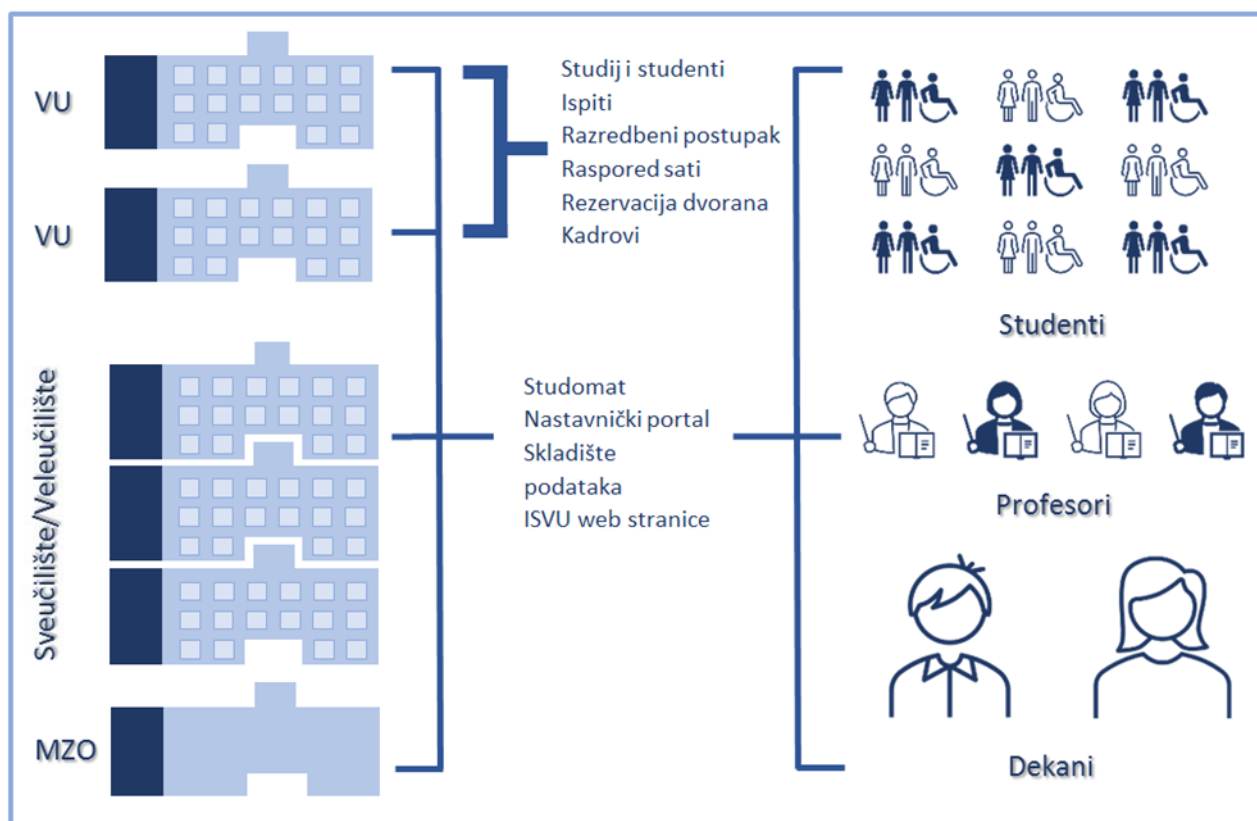 VU
VU
Sveučilište/Veleučilište
MZO
Studij i studenti
Ispiti
Razredbeni postupak
Raspored sati
Rezervacija dvorana
Kadrovi
Studomat
Nastavnički portal
Skladište
podataka
ISVU web stranice
Studenti
Profesori
Dekani